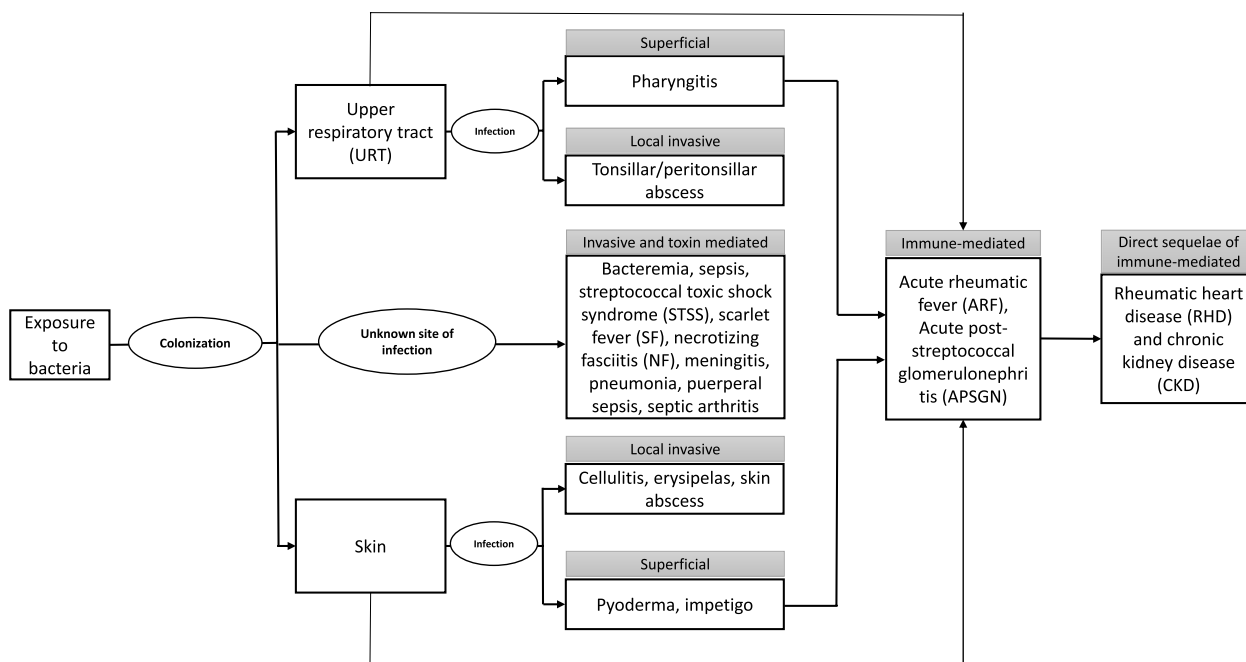 Exposure
to
bacteria
Colonization
Upper
respiratory tract
(URT)
Infection
Superficial
Pharyngitis
Local invasive
Tonsillar/peritonsillar
abscess
Unknown site of
infection
Invasive and toxin mediated
Bacteremia, sepsis,
streptococcal toxic shock
syndrome (STSS), scarlet
fever (SF), necrotizing
fasciitis (NF), meningitis,
pneumonia, puerperal
sepsis, septic arthritis
Skin
Infection
Local invasive
Cellulitis, erysipelas, skin
abscess
Superficial
Pyoderma, impetigo
Immune-mediated
Acute rheumatic
fever (ARF),
Acute post-
streptococcal
glomerulonephri
tis (APSGN)
Direct sequelae of
immune-mediated
Rheumatic heart
disease (RHD)
and chronic
kidney disease
(CKD)